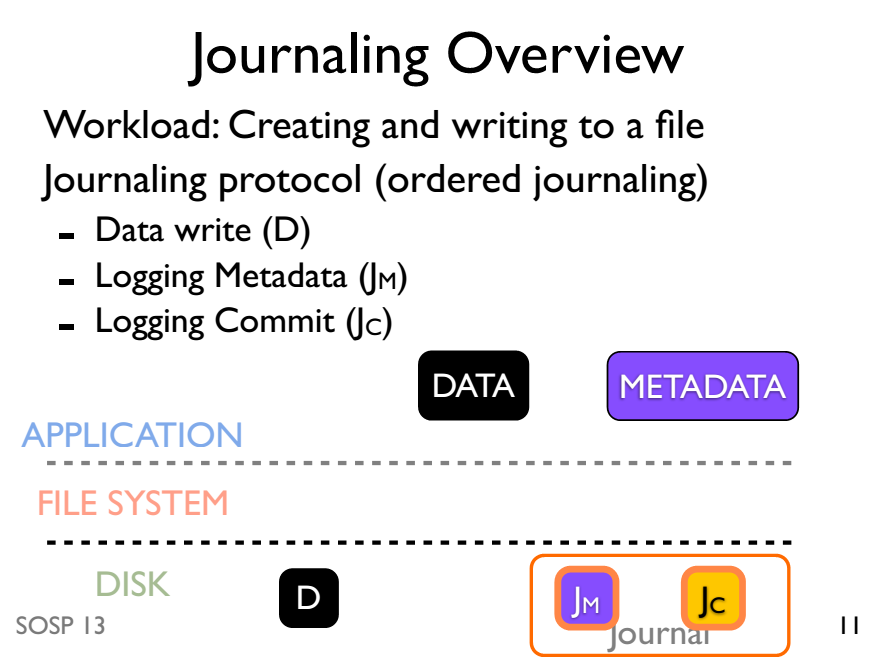 Journaling Overview
Workload: Creating and writing to a file
Journaling protocol (ordered journaling)
- Data write (D)
- Logging Metadata (JM)
- Logging Commit (JC)
DATA METADATA
APPLICATION
FILE SYSTEM
DISK
D
JM JC
Journal
SOSP 13
11